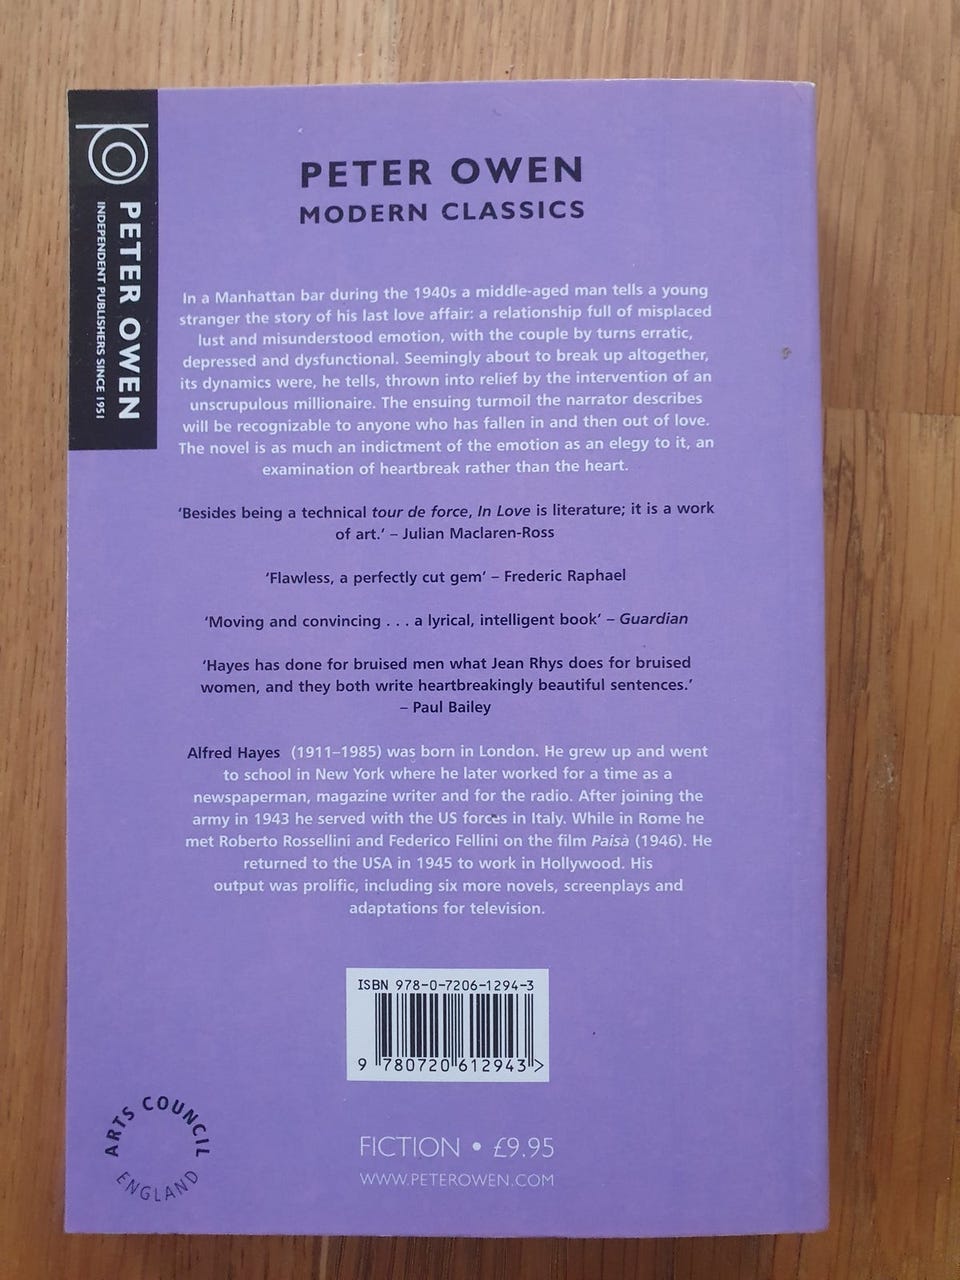 PETER OWEN
INDEPENDENT PUBLISHERS SINCE 1951
PETER OWEN
MODERN CLASSICS
In a Manhattan bar during the 1940s a middle-aged man tells a young
stranger the story of his last love affair: a relationship full of misplaced
lust and misunderstood emotion, with the couple by turns erratic,
depressed and dysfunctional. Seemingly about to break up altogether,
its dynamics were, he tells, thrown into relief by the intervention of an
unscrupulous millionaire. The ensuing turmoil the narrator describes
will be recognizable to anyone who has fallen in and then out of love.
The novel is as much an indictment of the emotion as an elegy to it, an
examination of heartbreak rather than the heart.
‘Besides being a technical tour de force, In Love is literature; it is a work
of art.’ – Julian Maclaren-Ross
‘Flawless, a perfectly cut gem’ – Frederic Raphael
‘Moving and convincing . . . a lyrical, intelligent book’ – Guardian
‘Hayes has done for bruised men what Jean Rhys does for bruised
women, and they both write heartbreakingly beautiful sentences.’
– Paul Bailey
Alfred Hayes (1911–1985) was born in London. He grew up and went
to school in New York where he later worked for a time as a
newspaperman, magazine writer and for the radio. After joining the
army in 1943 he served with the US forces in Italy. While in Rome he
met Roberto Rossellini and Federico Fellini on the film Paisà (1946). He
returned to the USA in 1945 to work in Hollywood. His
output was prolific, including six more novels, screenplays and
adaptations for television.
ISBN 978-0-7206-1294-3
9 780720 612943 >
ARTS COUNCIL
ENGLAND
FICTION • £9.95
WWW.PETEROWEN.COM